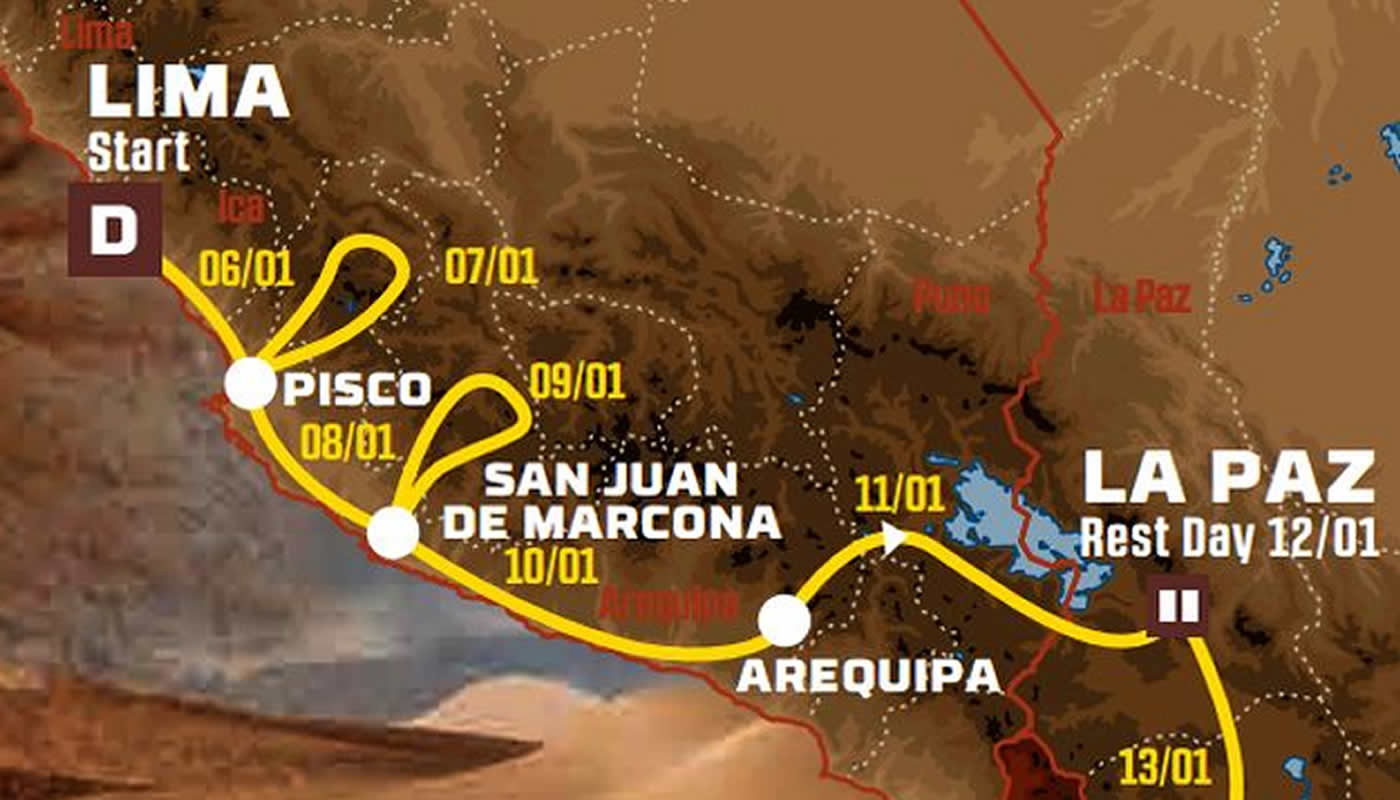 Lima
LIMA
Start
D
Ica
06/01
07/01
Puno
La Paz
PISCO
09/01
08/01
SAN JUAN
DE MARCONA
10/01
11/01
LA PAZ
Rest Day 12/01
Arequipa
AREQUIPA
13/01